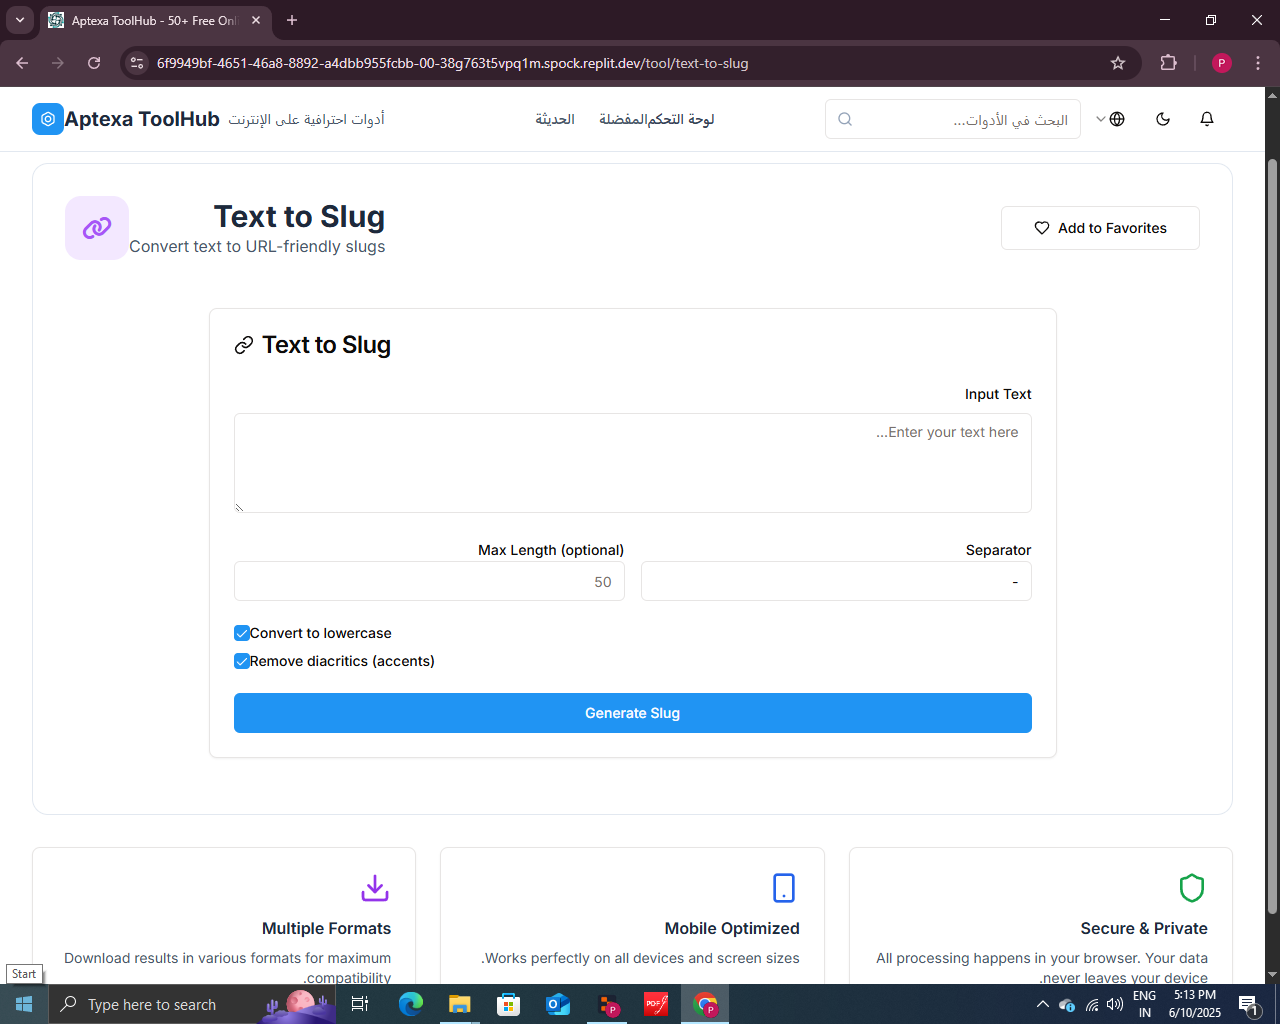 Aptexa ToolHub - 50+ Free Onl
6f9949bf-4651-46a8-8892-a4dbb955fcbb-00-38g763t5vpq1m.spock.replit.dev/tool/text-to-slug
P
Aptexa ToolHub
أدوات احترافية على الإنترنت
الحديثة
المفضلة
لوحة التحكم
البحث في الأدوات...
Text to Slug
Convert text to URL-friendly slugs
Add to Favorites
Text to Slug
Input Text
...Enter your text here
Max Length (optional)
Separator
50
-
Convert to lowercase
Remove diacritics (accents)
Generate Slug
Multiple Formats
Download results in various formats for maximum
.compatibility
Mobile Optimized
.Works perfectly on all devices and screen sizes
Secure & Private
All processing happens in your browser. Your data
.never leaves your device
Start
Type here to search
P
PDF
P
ENG
IN
5:13 PM
6/10/2025
1